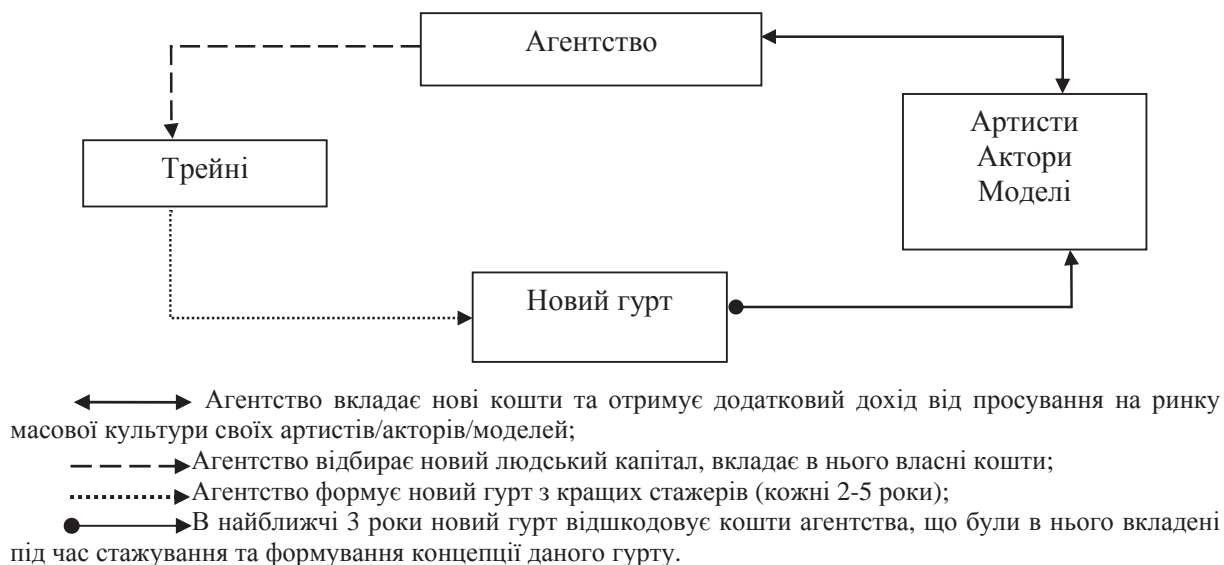 Агентство
Трейні
Артисти
Актори
Моделі
Новий гурт
Агентство вкладає нові кошти та отримує додатковий дохід від просування на ринку
масової культури своїх артистів/акторів/моделей;
Агентство відбирає новий людський капітал, вкладає в нього власні кошти;
Агентство формує новий гурт з кращих стажерів (кожні 2-5 роки);
В найближчі 3 роки новий гурт відшкодовує кошти агентства, що були в нього вкладені
під час стажування та формування концепції даного гурту.